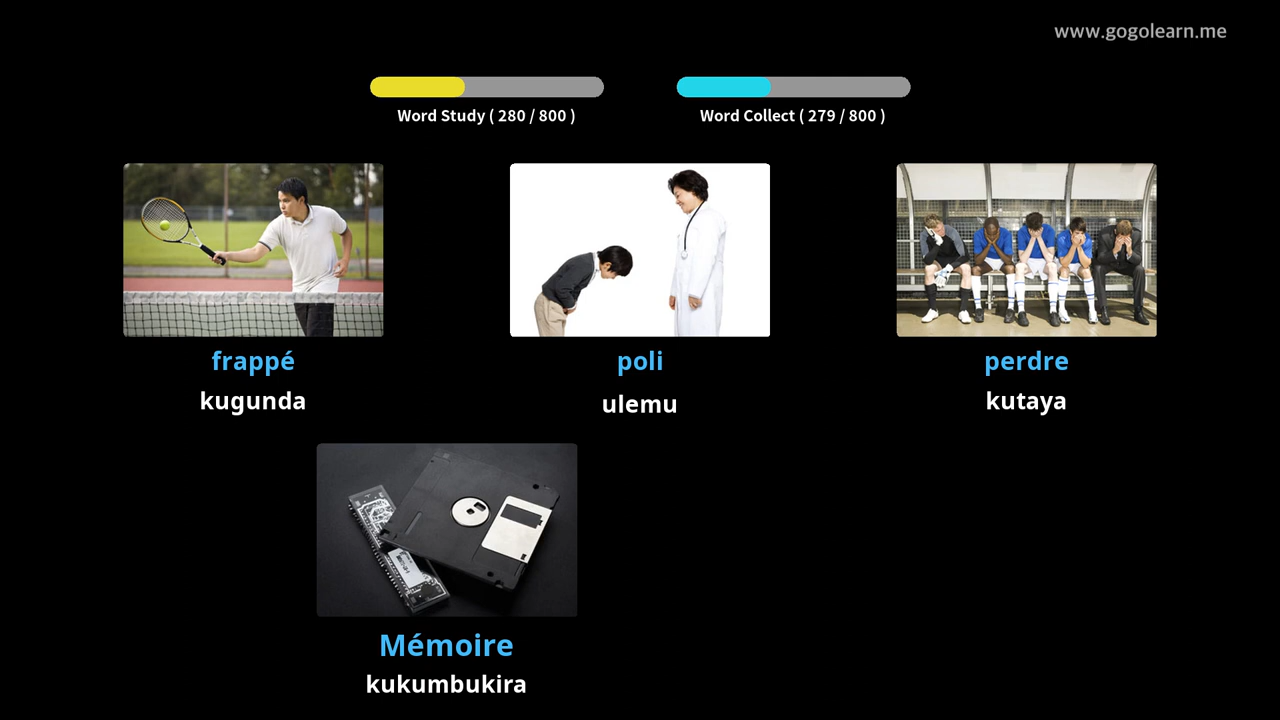 www.gogolearn.me
Word Study ( 280 / 800 )
Word Collect ( 279 / 800 )
frappé
kugunda
poli
ulemu
perdre
kutaya
Mémoire
kukumbukira